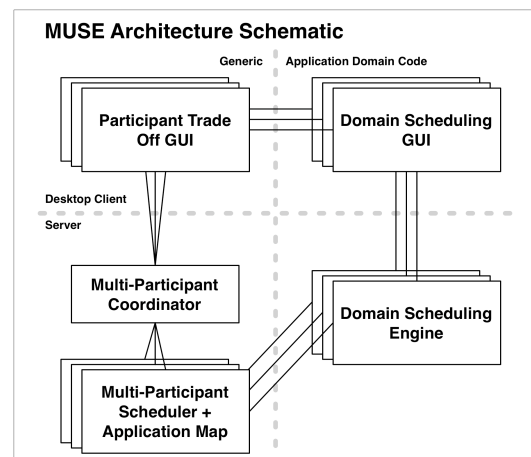 MUSE Architecture Schematic
Generic
Application Domain Code
Participant Trade
Off GUI
Domain Scheduling
GUI
Desktop Client
Server
Multi-Participant
Coordinator
Domain Scheduling
Engine
Multi-Participant
Scheduler +
Application Map